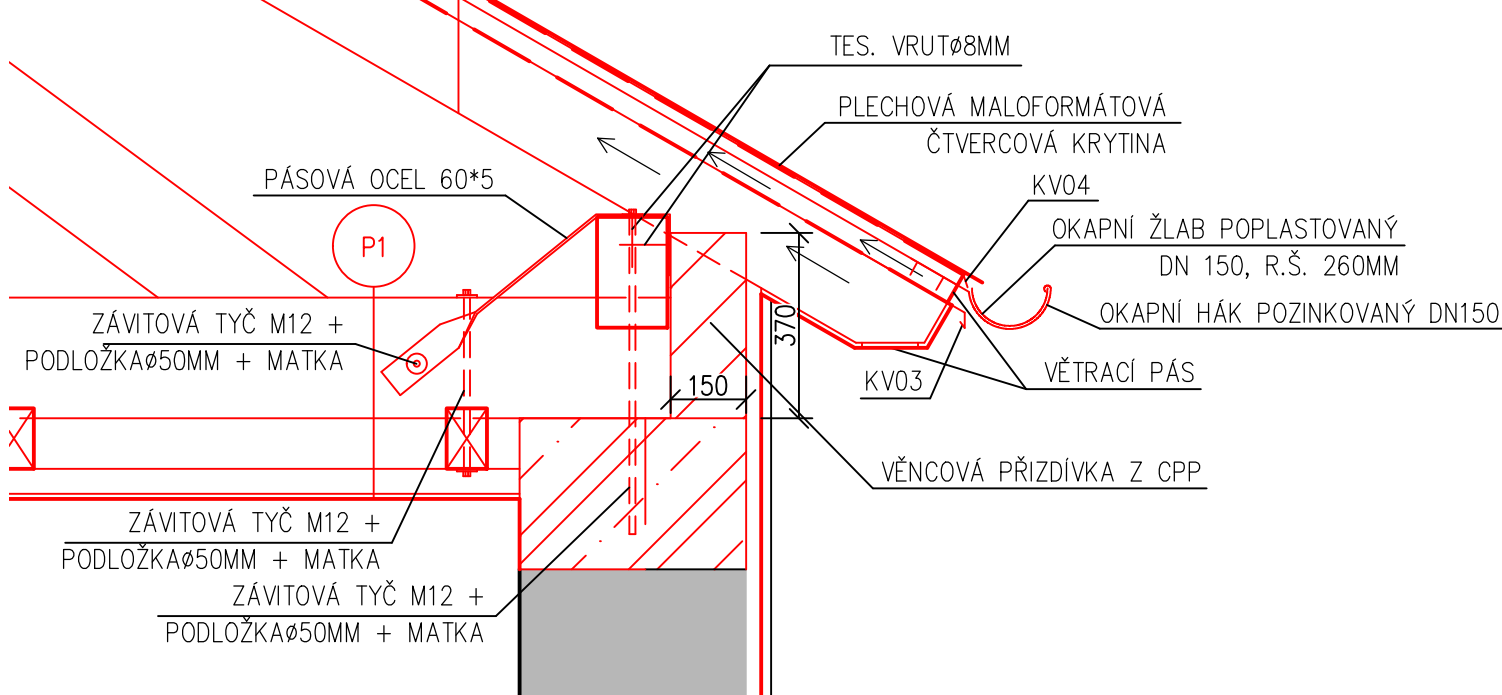 TES. VRUTø8MM
PLECHOVÁ MALOFORMÁTOVÁ
ČTVERCOVÁ KRYTINA
PÁSOVÁ OCEL 60*5
KV04
P1
OKAPNÍ ŽLAB POPLASTOVANÝ
DN 150, R.Š. 260MM
OKAPNÍ HÁK POZINKOVANÝ DN150
ZÁVITOVÁ TYČ M12 +
PODLOŽKAø50MM + MATKA
370
150
KV03
VĚTRACÍ PÁS
VĚNCOVÁ PŘIZDÍVKA Z CPP
ZÁVITOVÁ TYČ M12 +
PODLOŽKAø50MM + MATKA
ZÁVITOVÁ TYČ M12 +
PODLOŽKAø50MM + MATKA